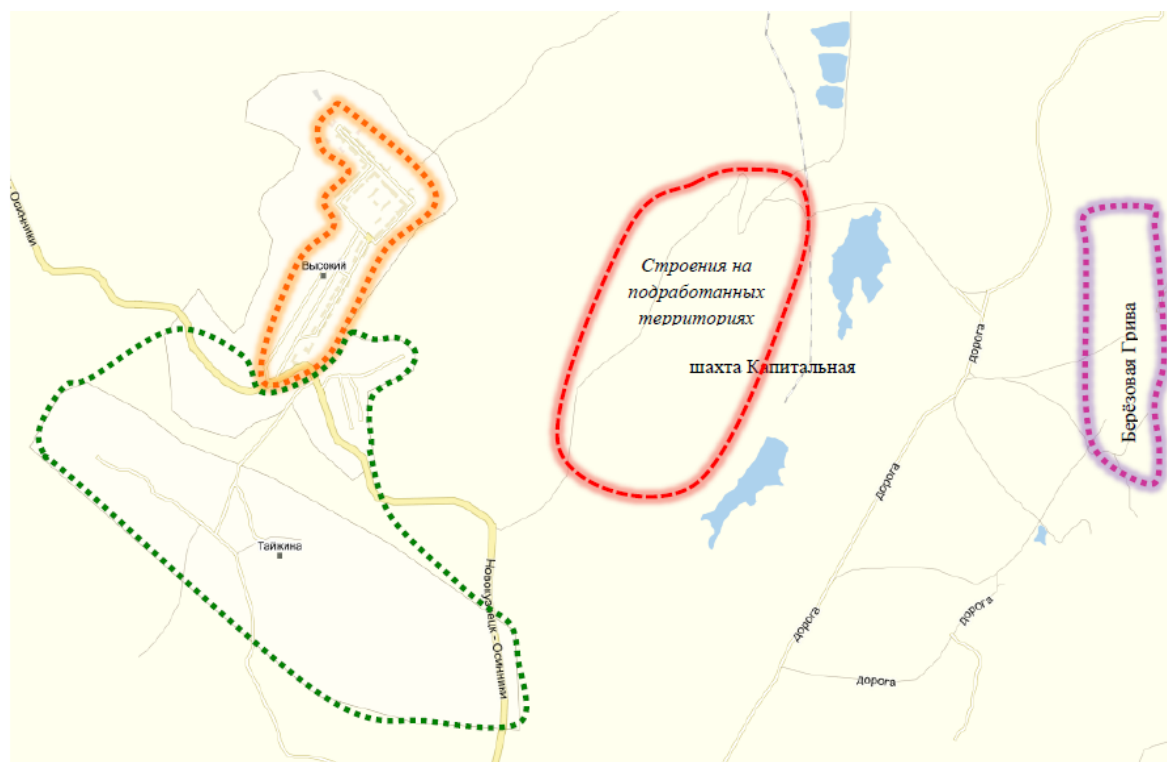 - Осинники
Высокий
Строения на
подработанных
территориях
шахта Капитальная
дорога
Берёзовая Грива
дорога
Тайжина
Новокузнецк - Осинники
дорога
дорога
дорога